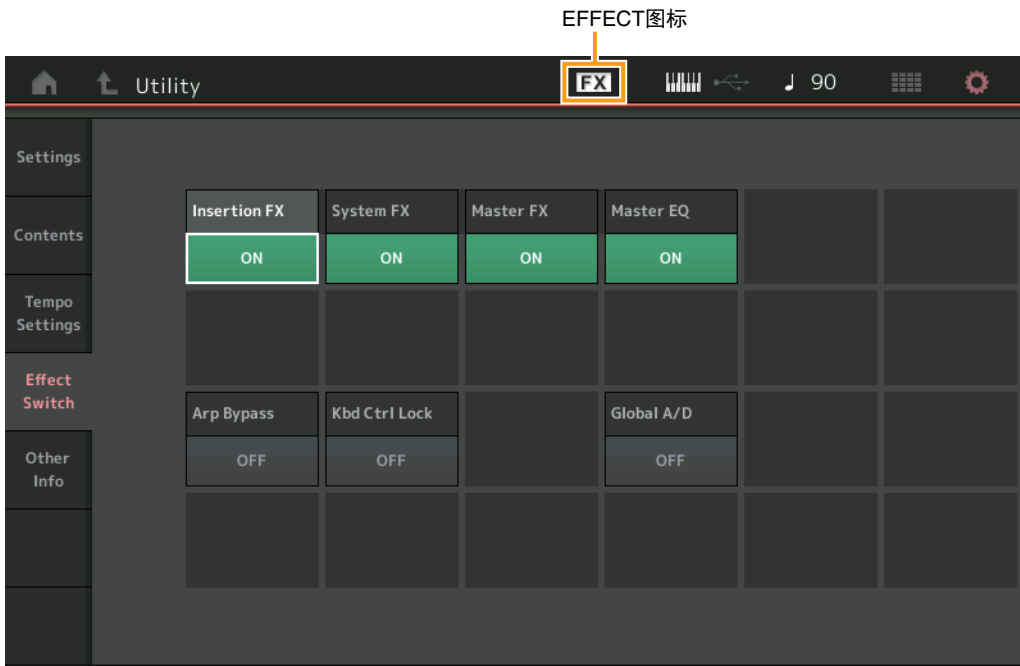 EFFECT图标
Utility
FX
90
Settings
Contents
Tempo
Settings
Effect
Switch
Other
Info
Insertion FX
System FX
Master FX
Master EQ
ON
ON
ON
ON
Arp Bypass
Kbd Ctrl Lock
Global A/D
OFF
OFF
OFF